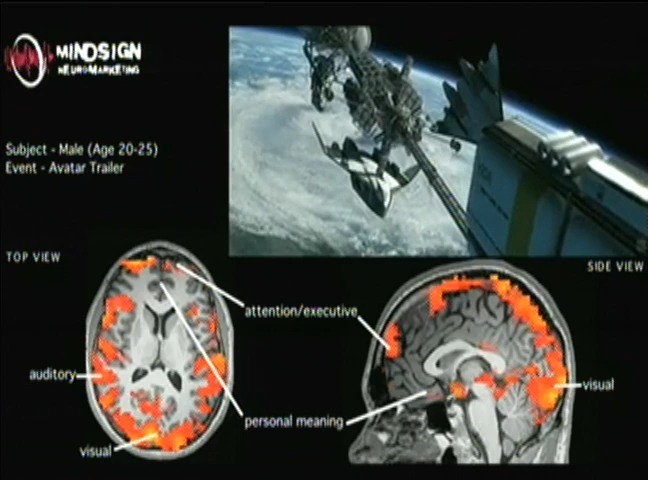 MINDSIGN
NEUROMARKETING
Subject - Male (Age 20-25)
Event - Avatar Trailer
TOP VIEW
SIDE VIEW
attention/executive
auditory
visual
personal meaning
visual